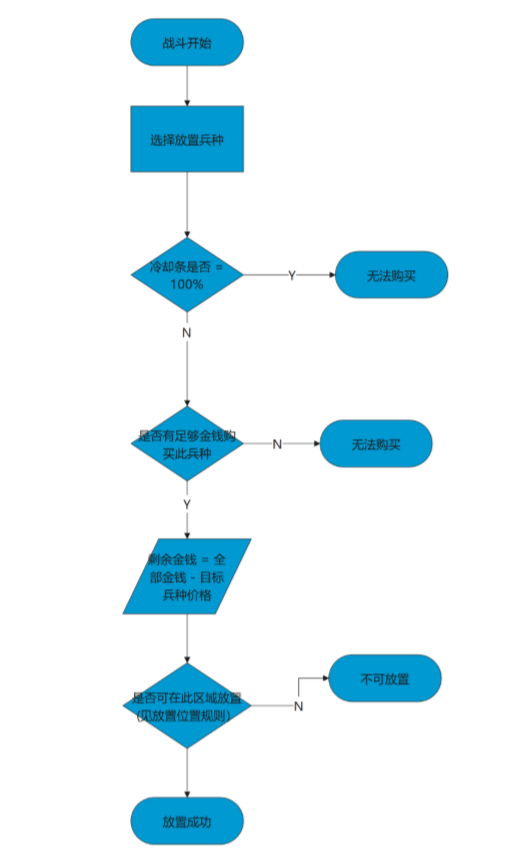 战斗开始
选择放置兵种
冷却条是否 =
100%
Y
无法购买
N
是否有足够金钱购
买此兵种
N
无法购买
Y
剩余金钱 = 全
部金钱 - 目标
兵种价格
是否可在此区域放置
(见放置位置规则)
N
不可放置
放置成功